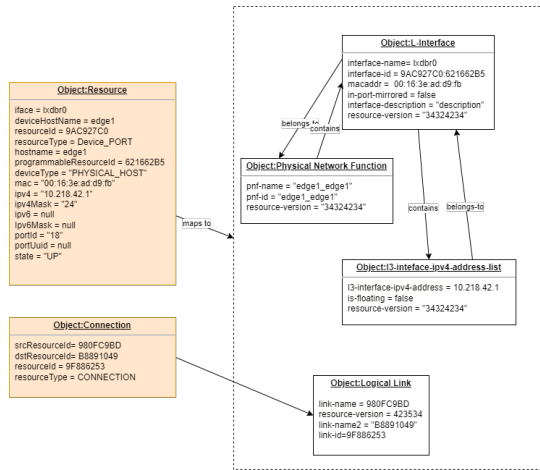 Object:L-Interface
interface-name= lxdbr0
interface-id = 9AC927C0:621662B5
macaddr =  00:16:3e:ad:d9:fb
in-port-mirrored = false
interface-description = "description"
resource-version = "34324234"
Object:Resource
iface = lxdbr0
deviceHostName = edge1
resourceId = 9AC927C0
resourceType = Device_PORT
hostname = edge1
programmableResourceId = 621662B5
deviceType = "PHYSICAL_HOST"
mac = "00:16:3e:ad:d9:fb"
ipv4 = "10.218.42.1"
ipv4Mask = "24"
ipv6 = null
Ipv6Mask = null
portId = "18"
portUuid = null
state = "UP"
belongs-to
contains
Object:Physical Network Function
pnf-name = "edge1_edge1"
pnf-id = "edge1_edge1"
resource-version = "34324234"
maps to
contains
belongs-to
Object:l3-inteface-ipv4-address-list
l3-interface-ipv4-address = 10.218.42.1
is-floating = false
resource-version = "34324234"
Object:Connection
srcResourceId= 980FC9BD
dstResourceId= B8891049
resourceId = 9F886253
resourceType = CONNECTION
Object:Logical Link
link-name = 980FC9BD
resource-version = 423534
link-name2 = "B8891049"
link-id=9F886253